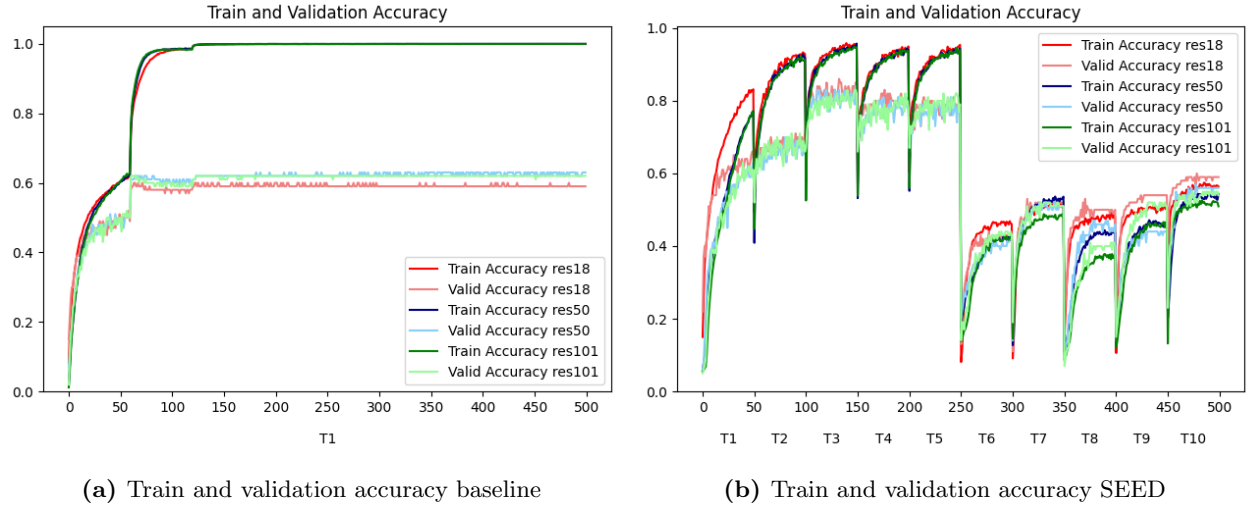 Train and Validation Accuracy
1.0
0.8
0.6
0.4
0.2
0.0
Train Accuracy res18
Valid Accuracy res18
Train Accuracy res50
Valid Accuracy res50
Train Accuracy res101
Valid Accuracy res101
0 50 100 150 200 250 300 350 400 450 500
T1
(a) Train and validation accuracy baseline
Train and Validation Accuracy
1.0
0.8
0.6
0.4
0.2
0.0
Train Accuracy res18
Valid Accuracy res18
Train Accuracy res50
Valid Accuracy res50
Train Accuracy res101
Valid Accuracy res101
0 50 100 150 200 250 300 350 400 450 500
T1 T2 T3 T4 T5 T6 T7 T8 T9 T10
(b) Train and validation accuracy SEED